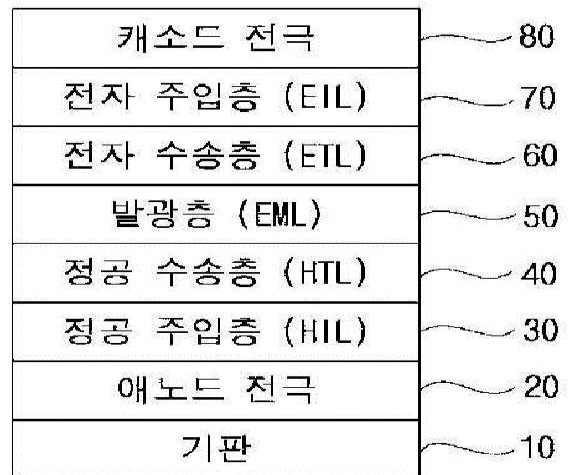 캐소드 전극 80
전자 주입층 (EIL) 70
전자 수송층 (ETL) 60
발광층 (EML) 50
정공 수송층 (HTL) 40
정공 주입층 (HIL) 30
애노드 전극 20
기판 10